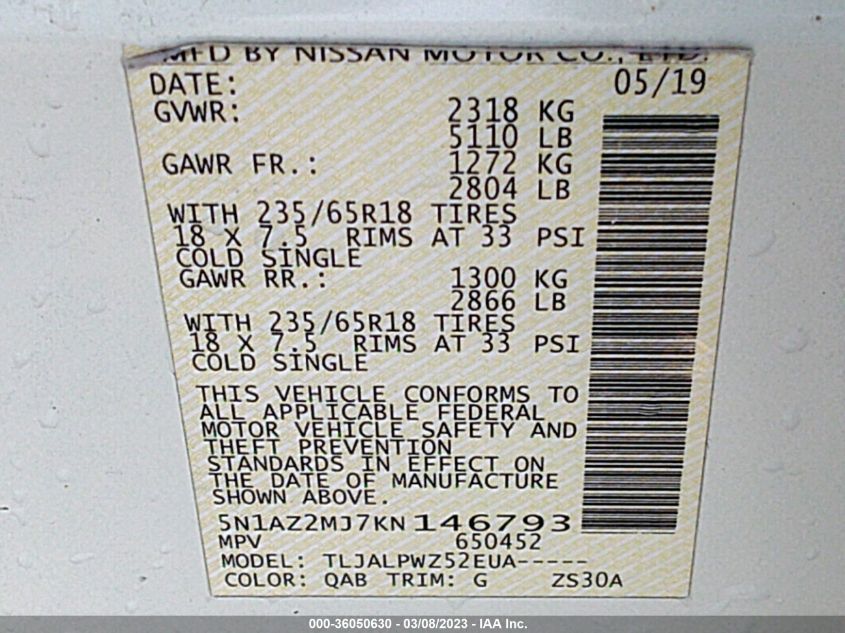 MFD BY NISSAN MOTOR CO., LTD.
DATE: 05/19
GVWR: 2318 KG
5110 LB
GAWR FR.: 1272 KG
2804 LB
WITH 235/65R18 TIRES
18 X 7.5 RIMS AT 33 PSI
COLD SINGLE
GAWR RR.: 1300 KG
2866 LB
WITH 235/65R18 TIRES
18 X 7.5 RIMS AT 33 PSI
COLD SINGLE
THIS VEHICLE CONFORMS TO
ALL APPLICABLE FEDERAL
MOTOR VEHICLE SAFETY AND
THEFT PREVENTION
STANDARDS IN EFFECT ON
THE DATE OF MANUFACTURE
SHOWN ABOVE.
5N1AZ2MJ7KN146793
MPV 650452
MODEL: TLJALPWZ52EUA-----
COLOR: QAB TRIM: G ZS30A
000-36050630 - 03/08/2023 - IAA Inc.